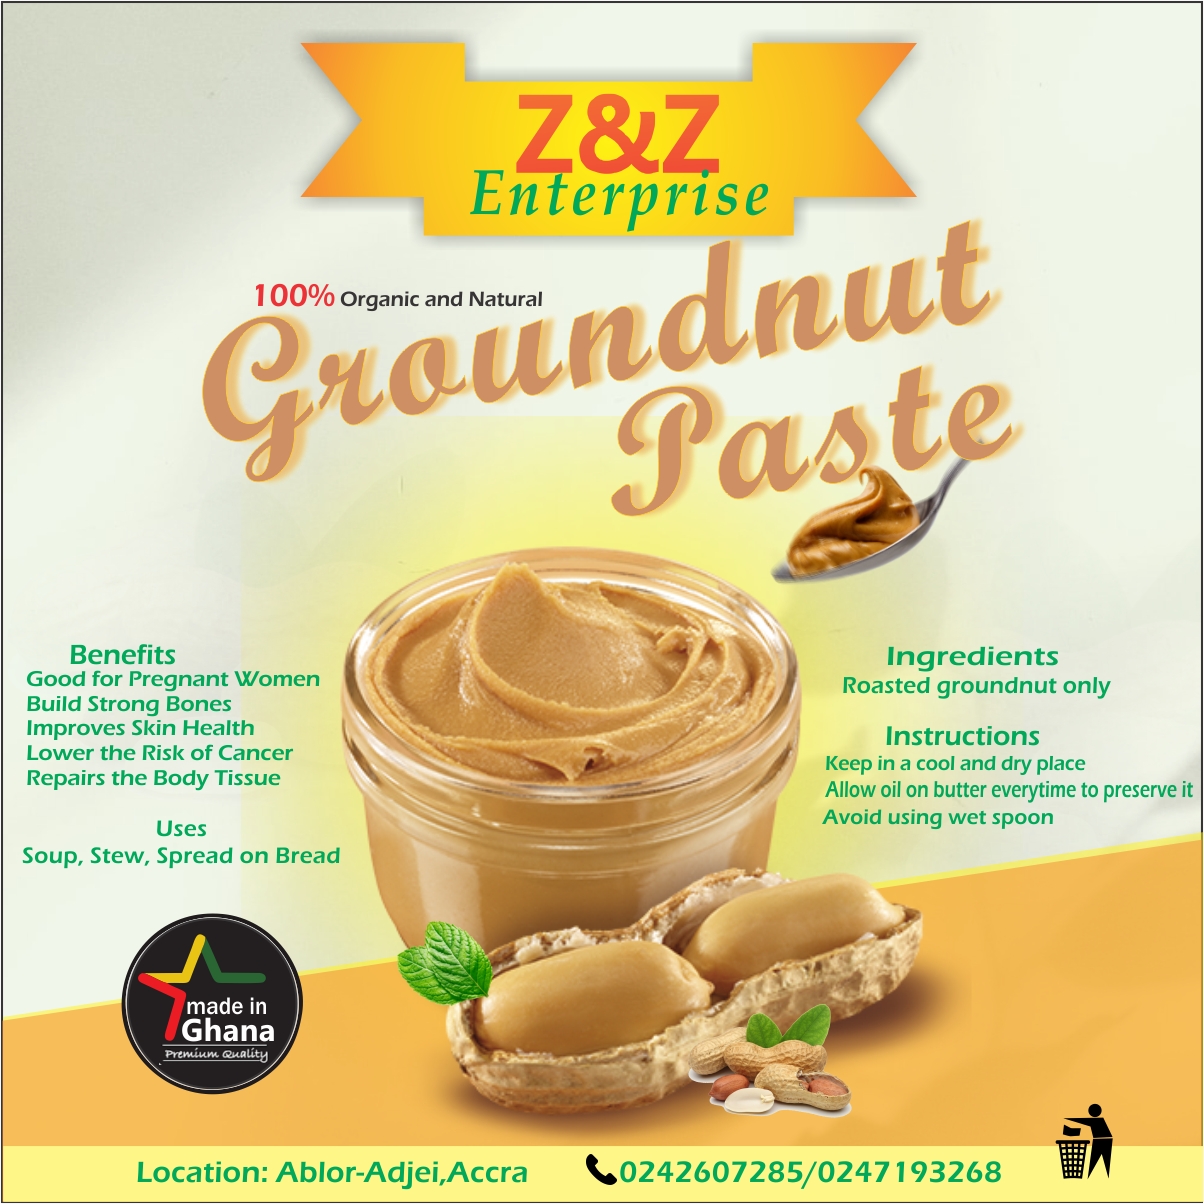 Z&Z
Enterprise
100% Organic and Natural
Groundnut
Paste
Benefits
Good for Pregnant Women
Build Strong Bones
Improves Skin Health
Lower the Risk of Cancer
Repairs the Body Tissue
Uses
Soup, Stew, Spread on Bread
Ingredients
Roasted groundnut only
Instructions
Keep in a cool and dry place
Allow oil on butter everytime to preserve it
Avoid using wet spoon
made in
Ghana
Premium Quality
Location: Ablor-Adjei,Accra
0242607285/0247193268